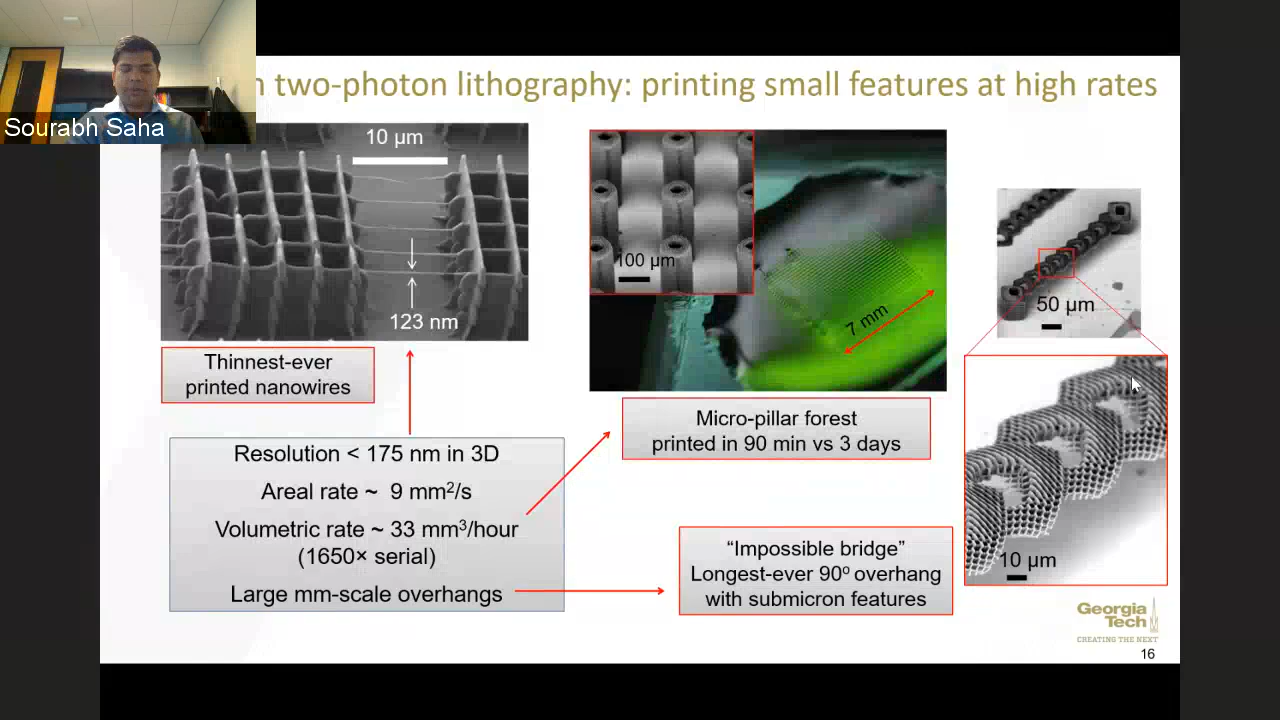 two-photon lithography: printing small features at high rates
Sourabh Saha
10 µm
123 nm
Thinnest-ever
printed nanowires
Resolution < 175 nm in 3D
Areal rate ~ 9 mm²/s
Volumetric rate ~ 33 mm³/hour
(1650× serial)
Large mm-scale overhangs
100 µm
7 mm
Micro-pillar forest
printed in 90 min vs 3 days
“Impossible bridge”
Longest-ever 90º overhang
with submicron features
50 µm
10 µm
Georgia
Tech
CREATING THE NEXT
16